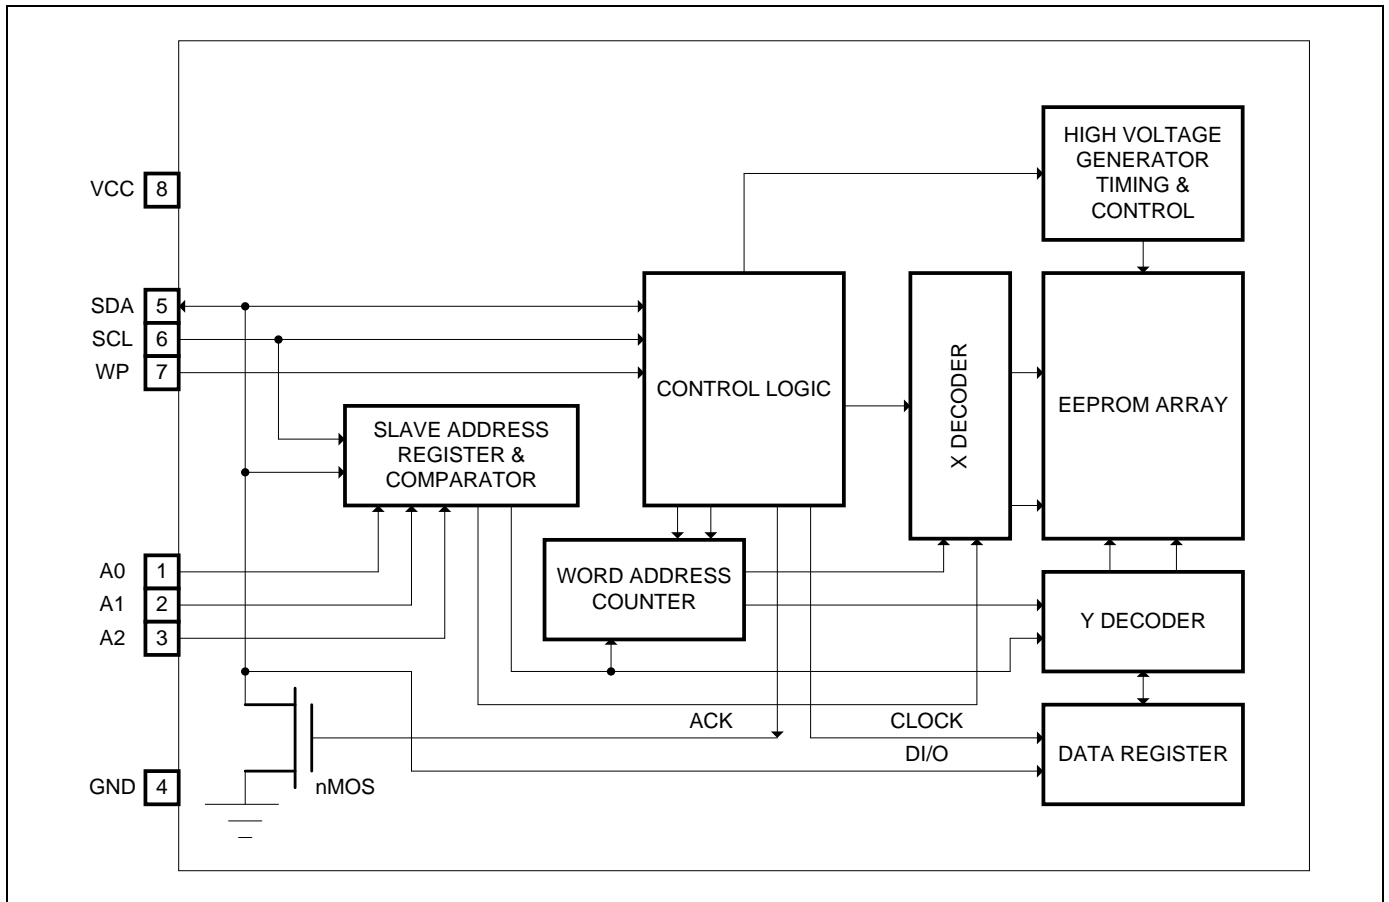 HIGH VOLTAGE
GENERATOR
TIMING &
CONTROL
VCC 8
SDA 5
SCL 6
WP 7
CONTROL LOGIC
X DECODER
EEPROM ARRAY
SLAVE ADDRESS
REGISTER &
COMPARATOR
A0 1
A1 2
A2 3
WORD ADDRESS
COUNTER
Y DECODER
ACK
CLOCK
DI/O
DATA REGISTER
GND 4
nMOS